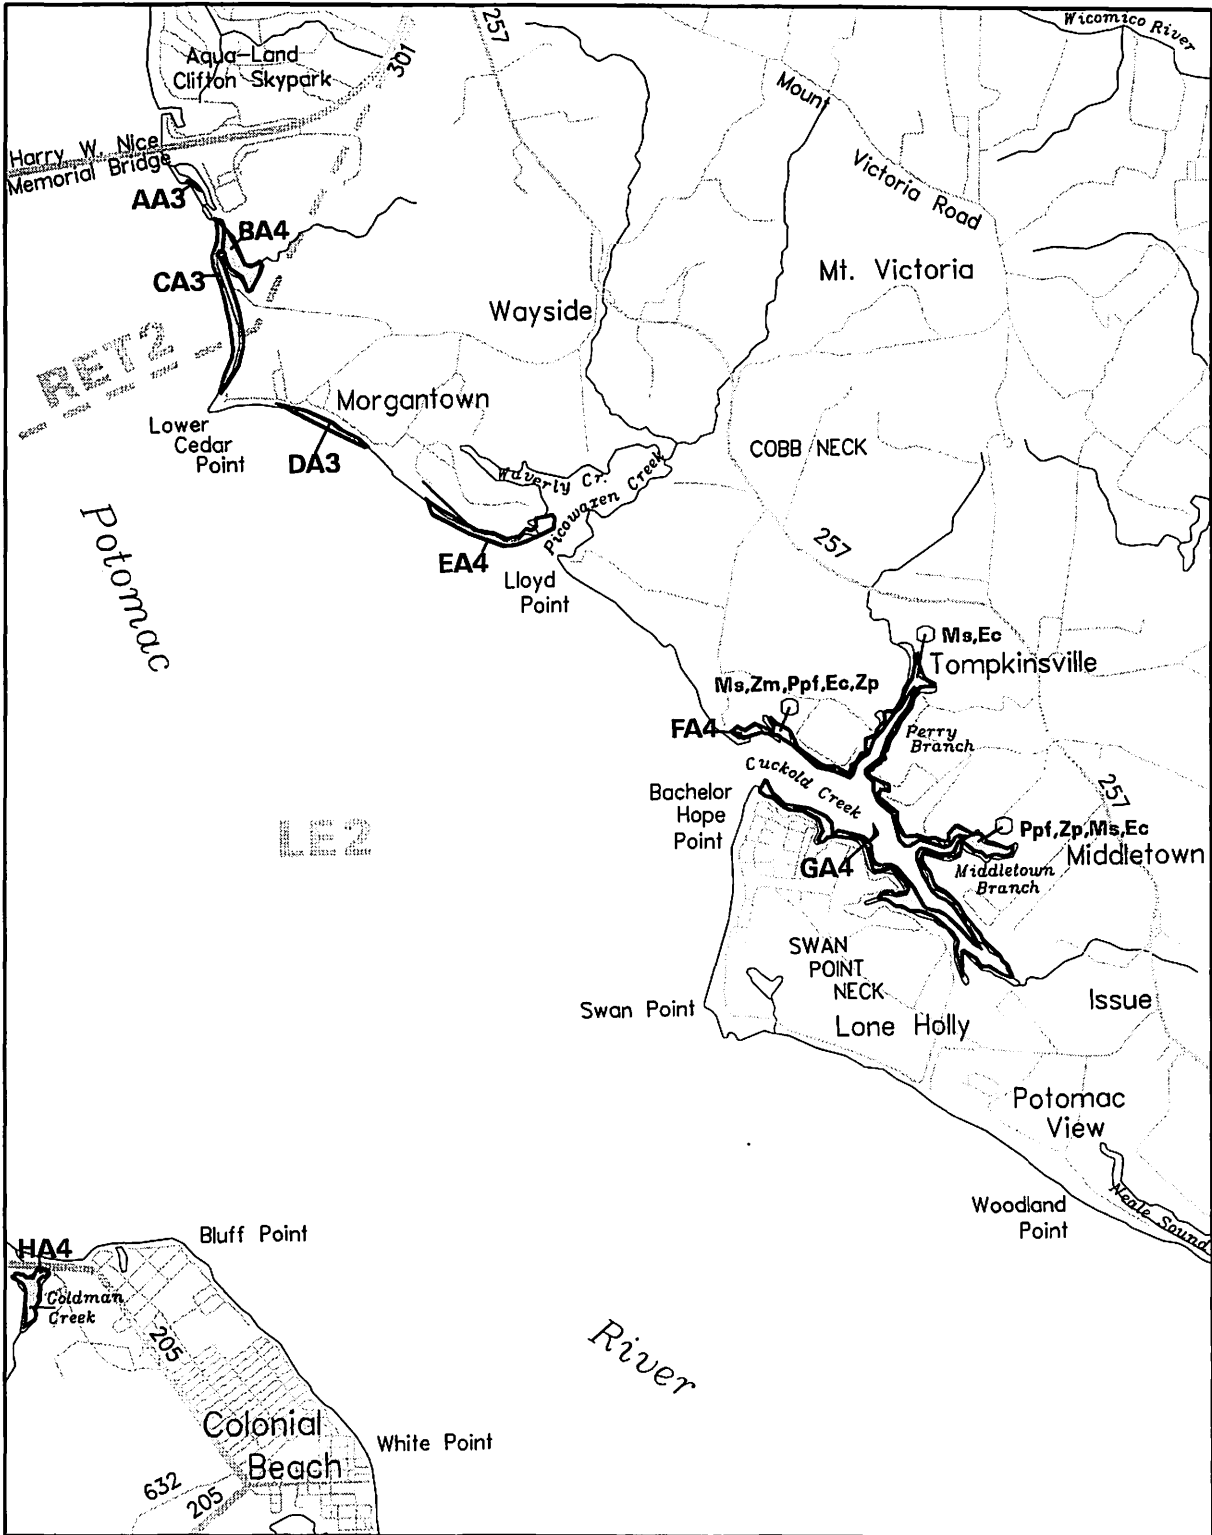 257
Wicomico River
Aqua-Land
Clifton Skypark
301
Mount
Victoria Road
Harry W. Nice
Memorial Bridge
AA3
BA4
CA3
Mt. Victoria
Wayside
RET2
Morgantown
Lower
Cedar
Point
DA3
COBB NECK
Waverly Cr.
Picowaxen Creek
EA4
Lloyd
Point
257
Potomac
Ms,Ec
Tompkinsville
Ms,Zm,Ppf,Ec,Zp
FA4
Perry
Branch
Cuckold Creek
Bachelor
Hope
Point
257
LE2
Ppf,Zp,Ms,Ec
Middletown
GA4
Middletown
Branch
SWAN
POINT
NECK
Swan Point
Issue
Lone Holly
Potomac
View
Neale Sound
Woodland
Point
HA4
Bluff Point
Coldman
Creek
205
River
Colonial
Beach
White Point
632
205